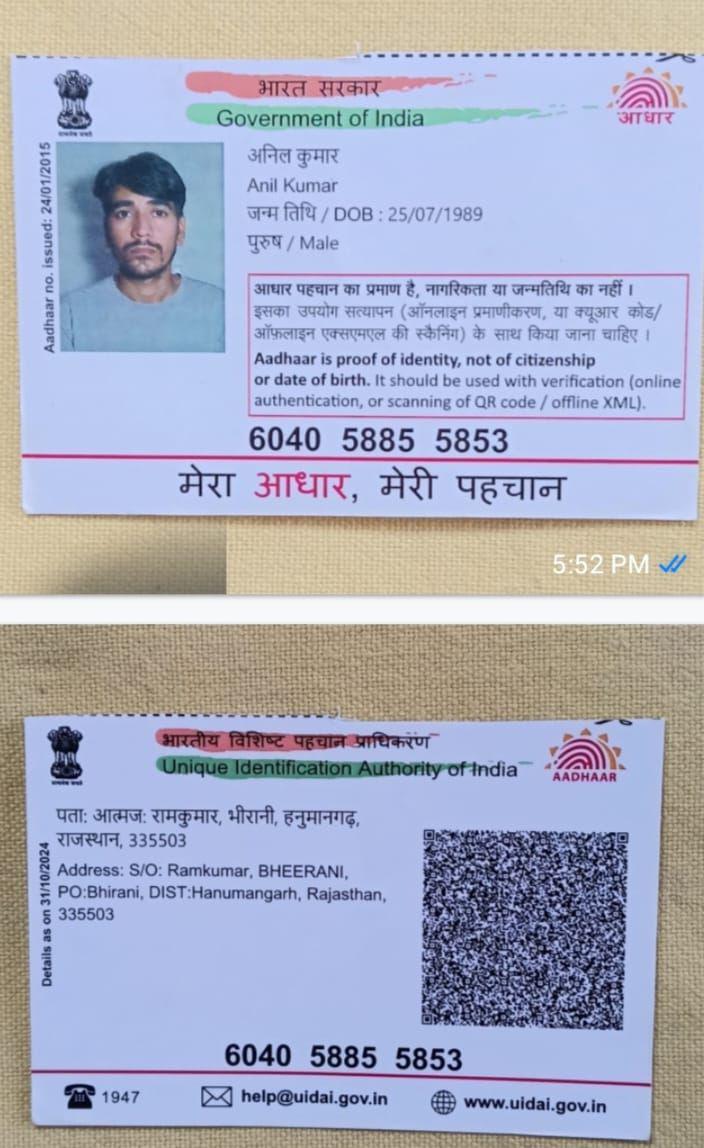 भारत सरकार
Government of India
आधार
Aadhaar no. issued: 24/01/2015
अनिल कुमार
Anil Kumar
जन्म तिथि / DOB : 25/07/1989
पुरुष / Male
आधार पहचान का प्रमाण है, नागरिकता या जन्मतिथि का नहीं ।
इसका उपयोग सत्यापन (ऑनलाइन प्रमाणीकरण, या क्यूआर कोड/
ऑफ़लाइन एक्सएमएल की स्कैनिंग) के साथ किया जाना चाहिए ।
Aadhaar is proof of identity, not of citizenship
or date of birth. It should be used with verification (online
authentication, or scanning of QR code / offline XML).
6040 5885 5853
मेरा आधार, मेरी पहचान
5:52 PM
भारतीय विशिष्ट पहचान प्राधिकरण
Unique Identification Authority of India
AADHAAR
Details as on 31/10/2024
पता: आत्मज: रामकुमार, भीरानी, हनुमानगढ़,
राजस्थान, 335503
Address: S/O: Ramkumar, BHEERANI,
PO:Bhirani, DIST:Hanumangarh, Rajasthan,
335503
6040 5885 5853
1947
help@uidai.gov.in
www.uidai.gov.in